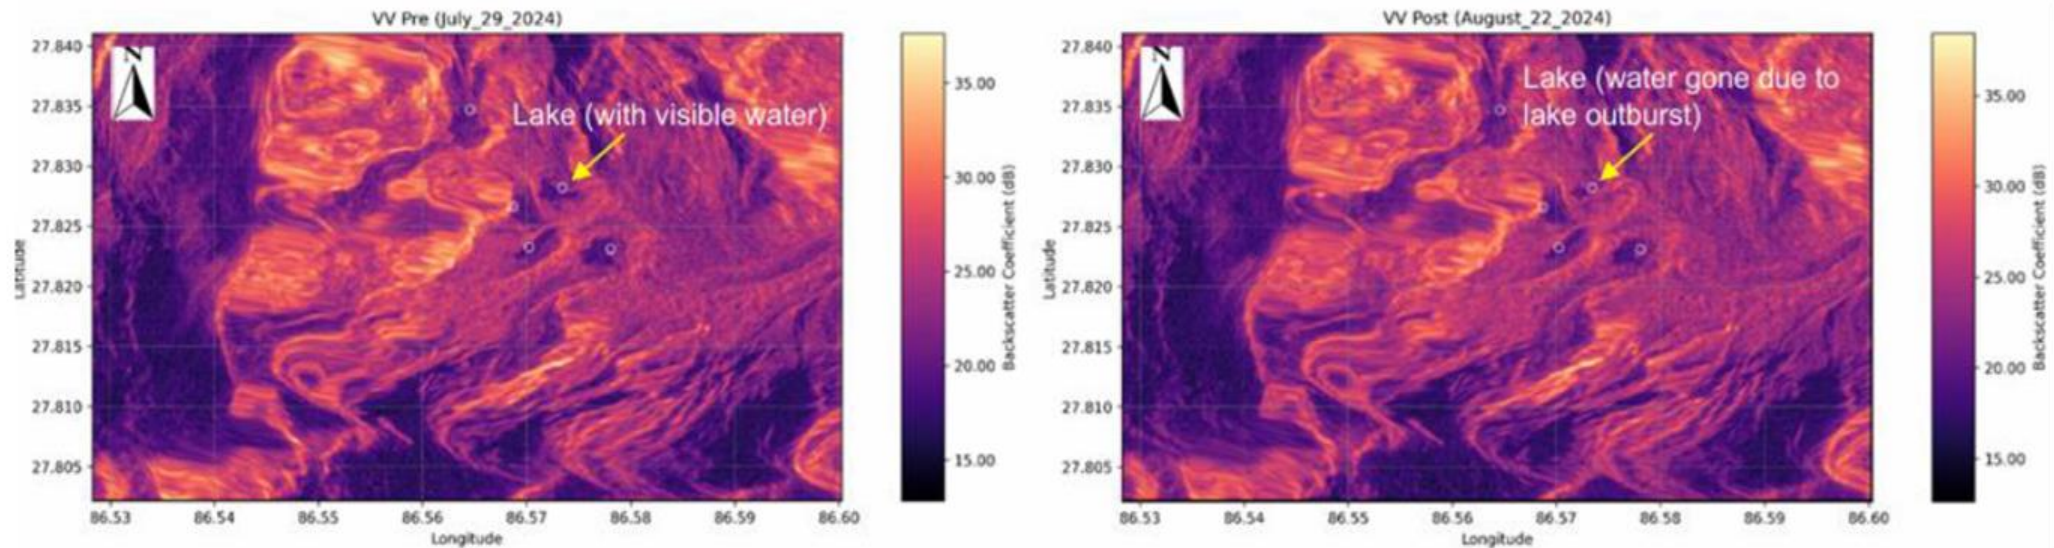 VV Pre (July_29_2024)
N
Lake (with visible water)
27.840
27.835
27.830
27.825
27.820
27.815
27.810
27.805
Latitude
86.53 86.54 86.55 86.56 86.57 86.58 86.59 86.60
Longitude
35.00
30.00
25.00
20.00
15.00
Backscatter Coefficient (dB)
VV Post (August_22_2024)
N
Lake (water gone due to
lake outburst)
27.840
27.835
27.830
27.825
27.820
27.815
27.810
27.805
Latitude
86.53 86.54 86.55 86.56 86.57 86.58 86.59 86.60
Longitude
35.00
30.00
25.00
20.00
15.00
Backscatter Coefficient (dB)